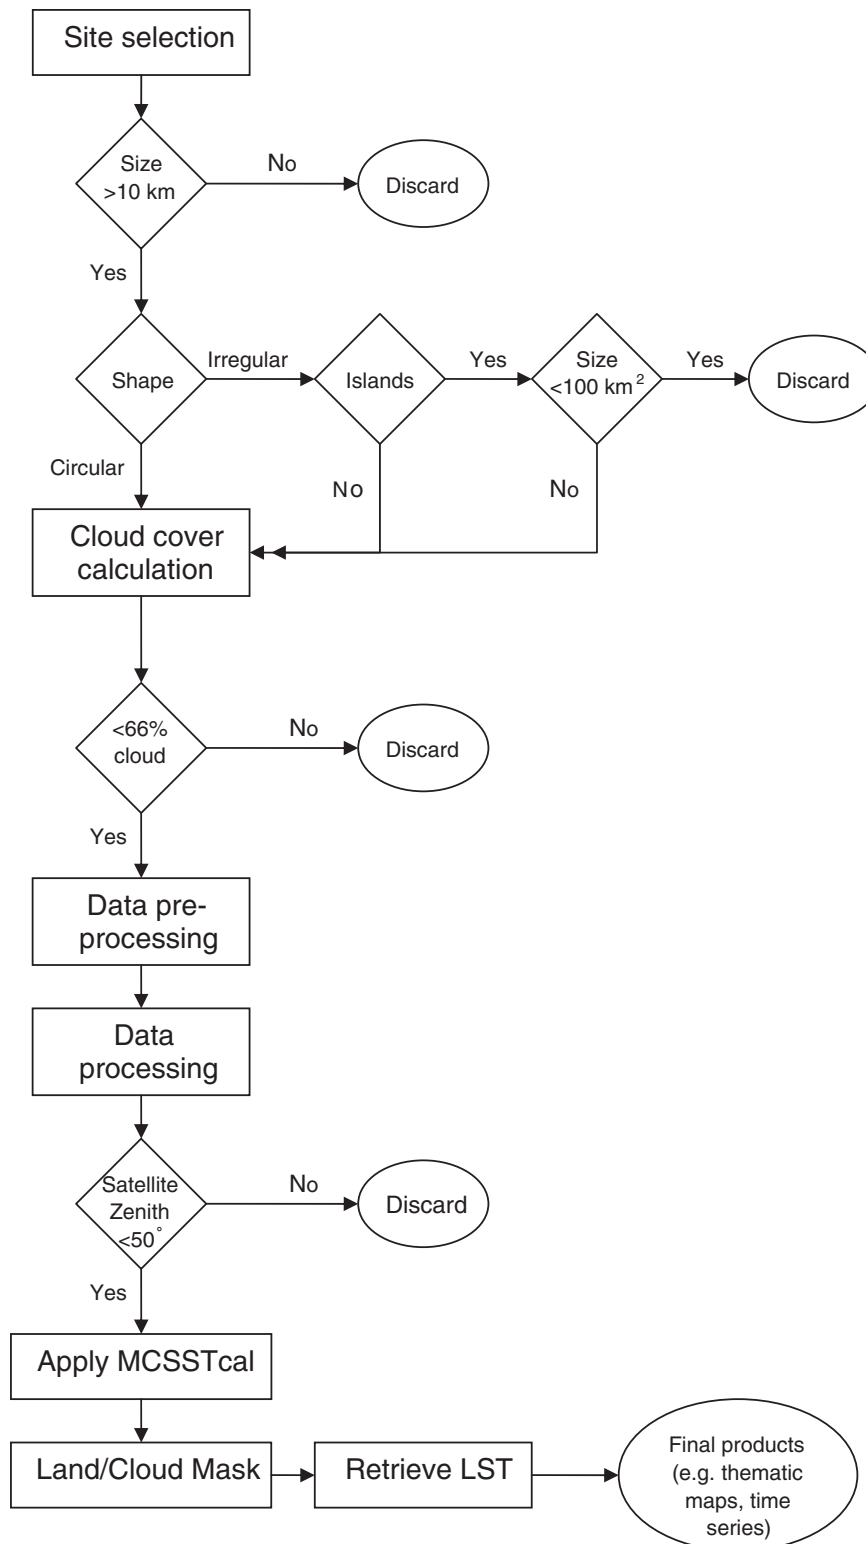 Site selection
Size
>10 km
No
Discard
Yes
Shape
Irregular
Islands
Yes
Size
<100 km²
Yes
Discard
Circular
No
No
Cloud cover
calculation
<66%
cloud
No
Discard
Yes
Data pre-
processing
Data
processing
Satellite
Zenith
<50°
No
Discard
Yes
Apply MCSSTcal
Land/Cloud Mask
Retrieve LST
Final products
(e.g. thematic
maps, time
series)